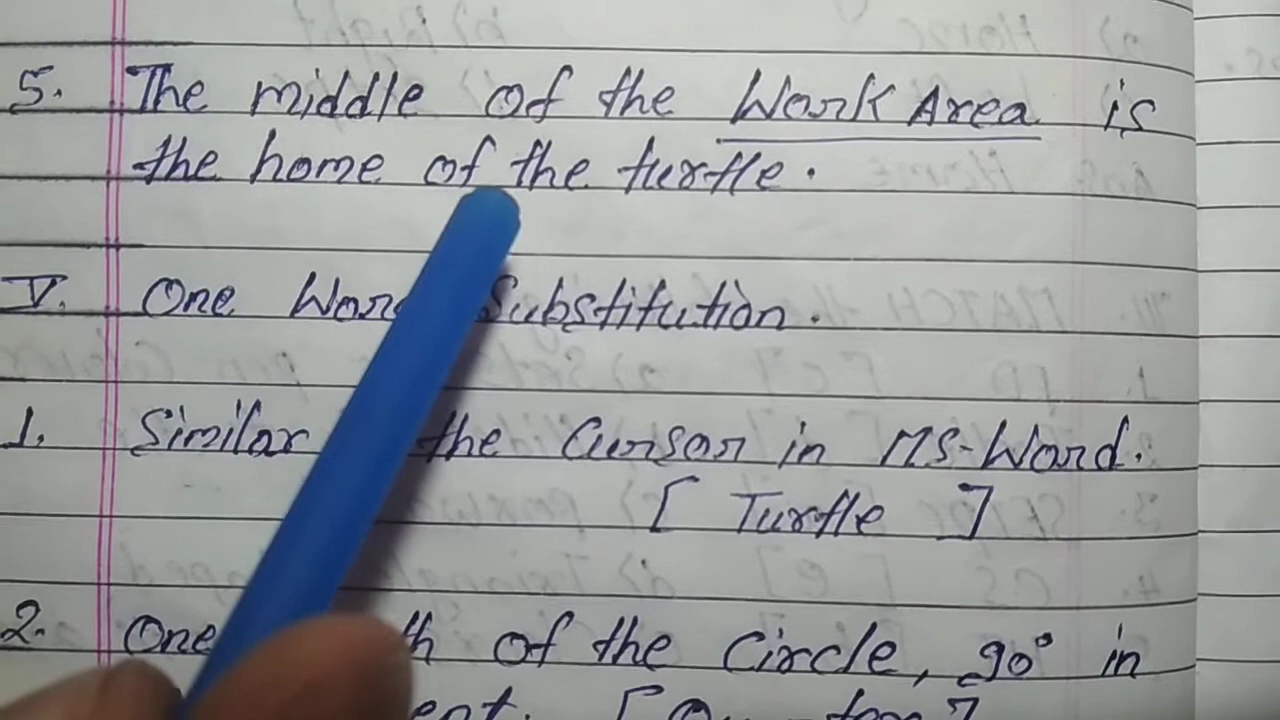 5. The middle of the Work Area is
the home of the turtle.
V. One Word Substitution.
1. Similar the Cursor in MS-Word.
[ Turtle ]
2. One of the Circle, 90° in